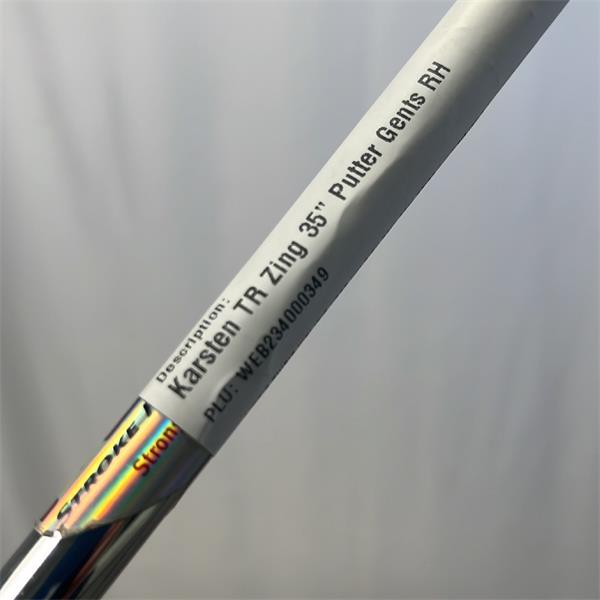 Description:
Karsten TR Zing 35" Putter Gents RH
PLU: WEB234000349
STROKE
Stron